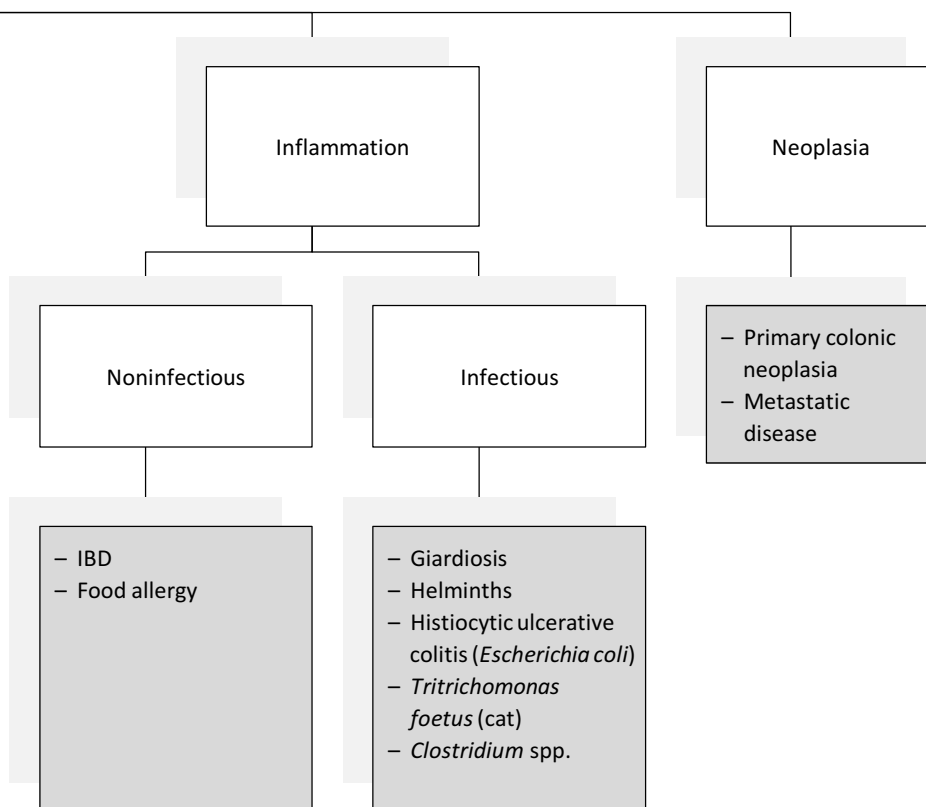 Inflammation
Neoplasia
Noninfectious
Infectious
– Primary colonic
neoplasia
– Metastatic
disease
– IBD
– Food allergy
– Giardiosis
– Helminths
– Histiocytic ulcerative
colitis (Escherichia coli)
– Tritrichomonas
foetus (cat)
– Clostridium spp.